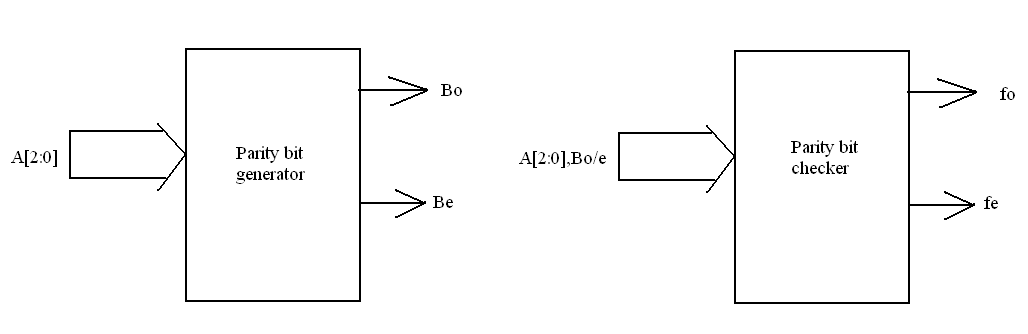 Bo
fo
A[2:0]
Parity bit
generator
A[2:0],Bo/e
Parity bit
checker
Be
fe